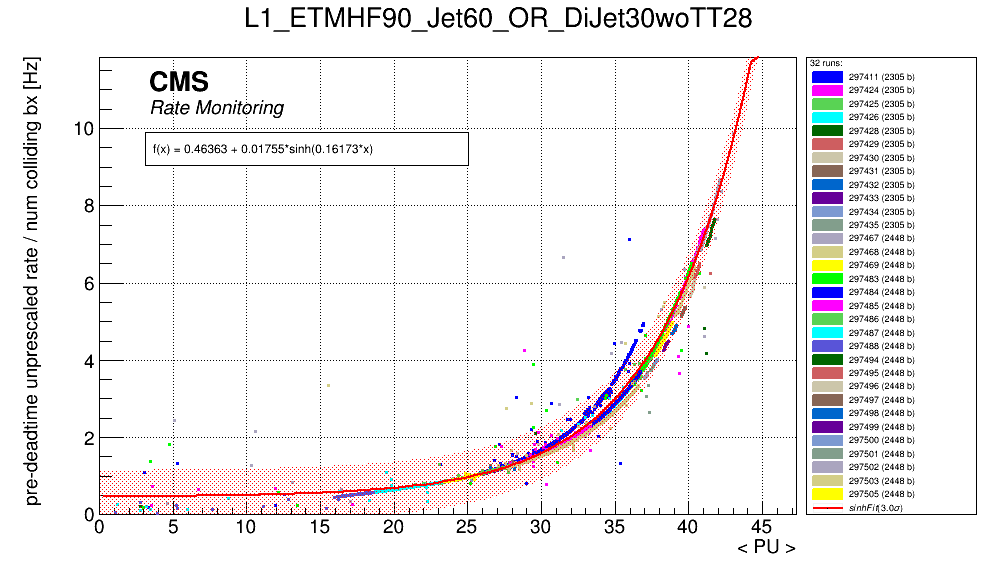 L1_ETMHF90_Jet60_OR_DiJet30woTT28
pre-deadtime unprescaled rate / num colliding bx [Hz]
CMS
Rate Monitoring
f(x) = 0.46363 + 0.01755*sinh(0.16173*x)
10
8
6
4
2
0
0 5 10 15 20 25 30 35 40 45
< PU >
32 runs:
297411 (2305 b)
297424 (2305 b)
297425 (2305 b)
297426 (2305 b)
297428 (2305 b)
297429 (2305 b)
297430 (2305 b)
297431 (2305 b)
297432 (2305 b)
297433 (2305 b)
297434 (2305 b)
297435 (2305 b)
297467 (2448 b)
297468 (2448 b)
297469 (2448 b)
297483 (2448 b)
297484 (2448 b)
297485 (2448 b)
297486 (2448 b)
297487 (2448 b)
297488 (2448 b)
297494 (2448 b)
297495 (2448 b)
297496 (2448 b)
297497 (2448 b)
297498 (2448 b)
297499 (2448 b)
297500 (2448 b)
297501 (2448 b)
297502 (2448 b)
297503 (2448 b)
297505 (2448 b)
sinhFit(3.0σ)